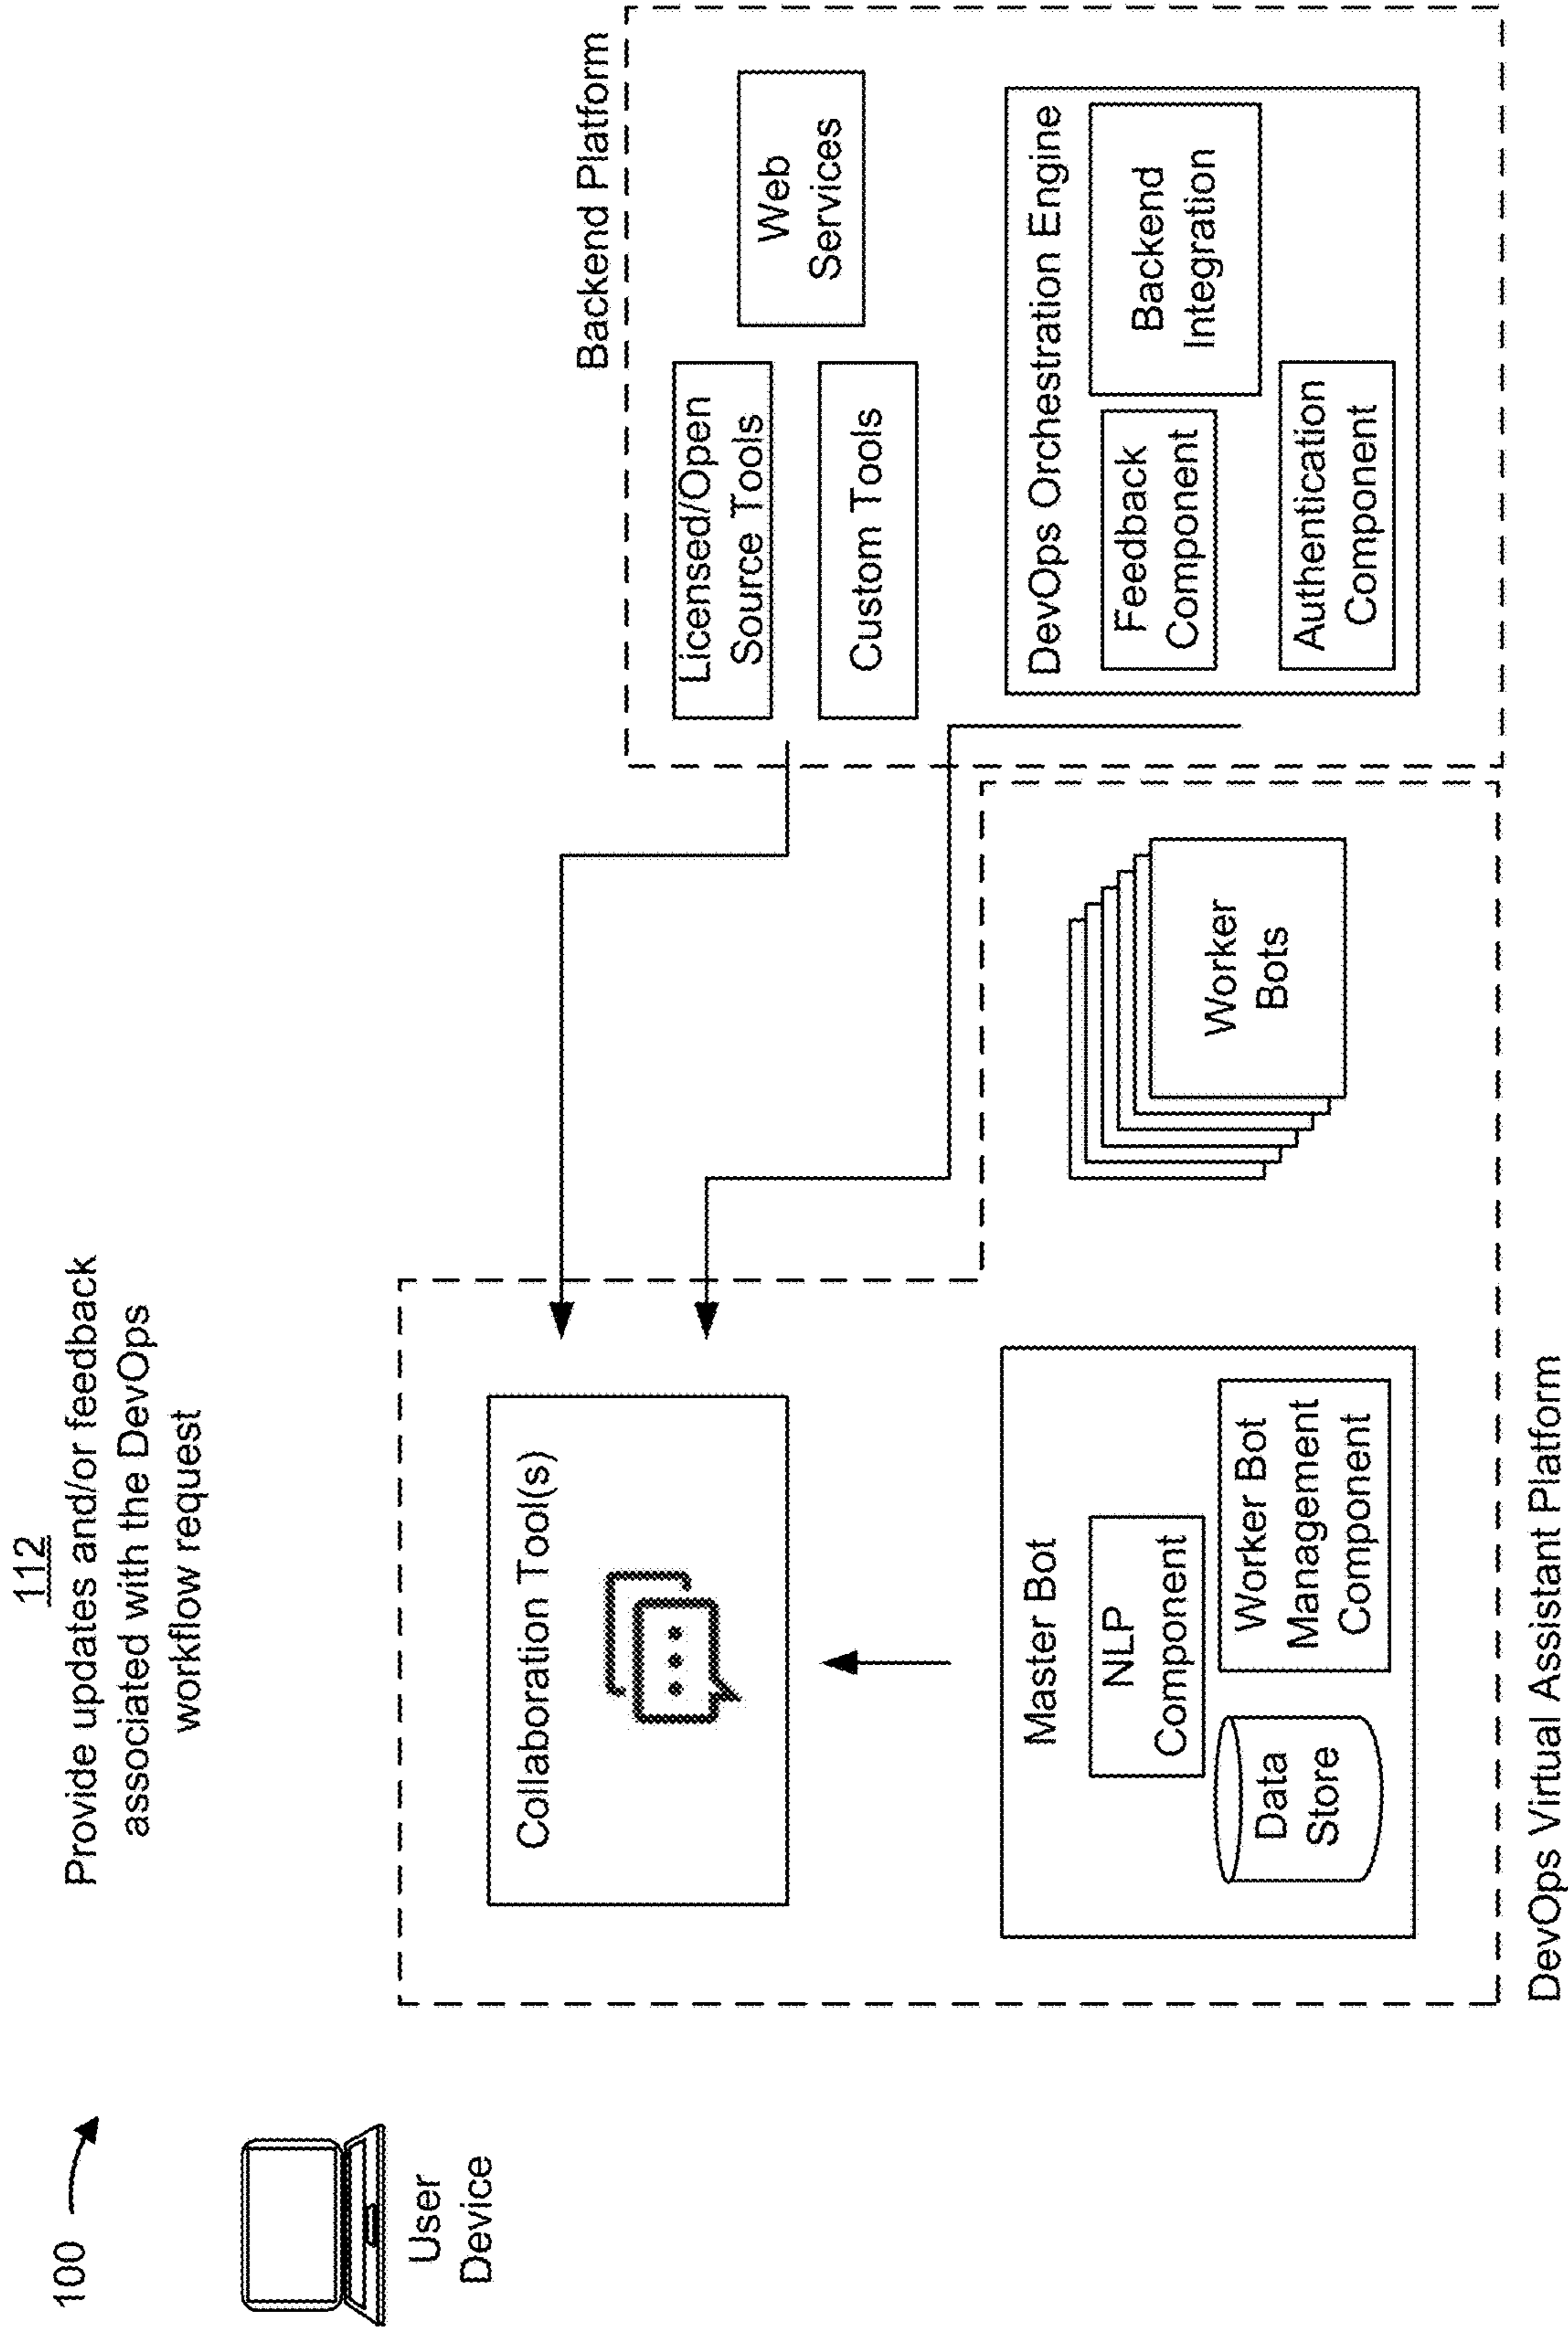 100
112
Provide updates and/or feedback
associated with the DevOps
workflow request
User
Device
Collaboration Tool(s)
Master Bot
NLP
Component
Data
Store
Worker Bot
Management
Component
Worker
Bots
DevOps Virtual Assistant Platform
Backend Platform
Licensed/Open
Source Tools
Custom Tools
Web
Services
DevOps Orchestration Engine
Feedback
Component
Backend
Integration
Authentication
Component